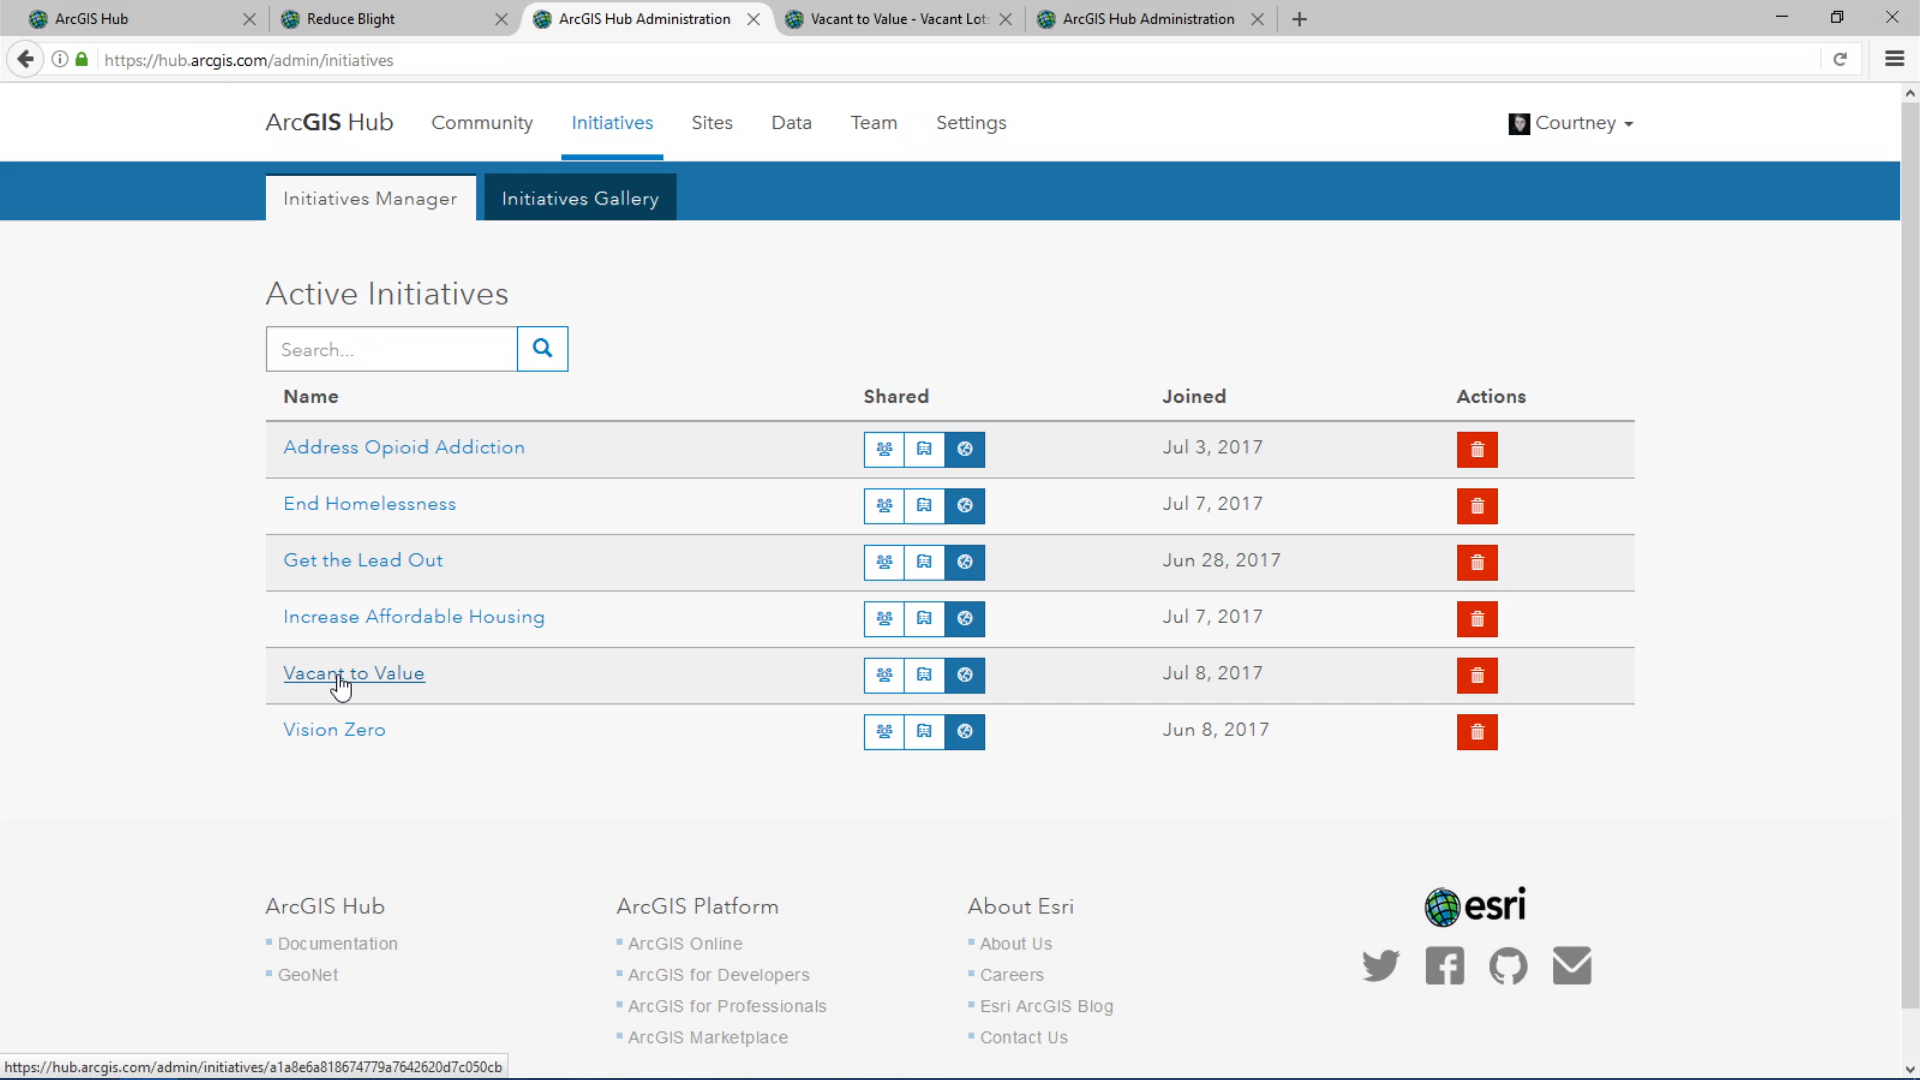 ArcGIS Hub
Reduce Blight
ArcGIS Hub Administration
Vacant to Value - Vacant Lot
ArcGIS Hub Administration
https://hub.arcgis.com/admin/initiatives
ArcGIS Hub Community Initiatives Sites Data Team Settings Courtney
Initiatives Manager Initiatives Gallery
Active Initiatives
Search...
Name Shared Joined Actions
Address Opioid Addiction Jul 3, 2017
End Homelessness Jul 7, 2017
Get the Lead Out Jun 28, 2017
Increase Affordable Housing Jul 7, 2017
Vacant to Value Jul 8, 2017
Vision Zero Jun 8, 2017
ArcGIS Hub ArcGIS Platform About Esri esri
Documentation ArcGIS Online About Us
GeoNet ArcGIS for Developers Careers
ArcGIS for Professionals Esri ArcGIS Blog
ArcGIS Marketplace Contact Us
https://hub.arcgis.com/admin/initiatives/a1a8e6a818674779a7642620d7c050cb